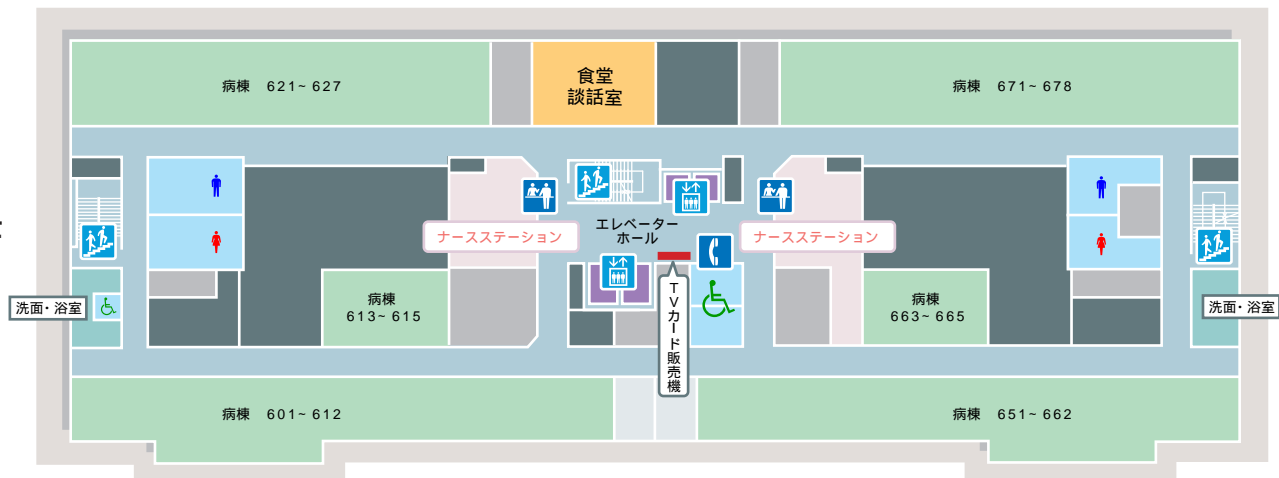 病棟 621~627
食堂
談話室
病棟 671~678
ナースステーション
エレベーター
ホール
ナースステーション
洗面・浴室
病棟
613~615
TVカード販売機
病棟
663~665
洗面・浴室
病棟 601~612
病棟 651~662